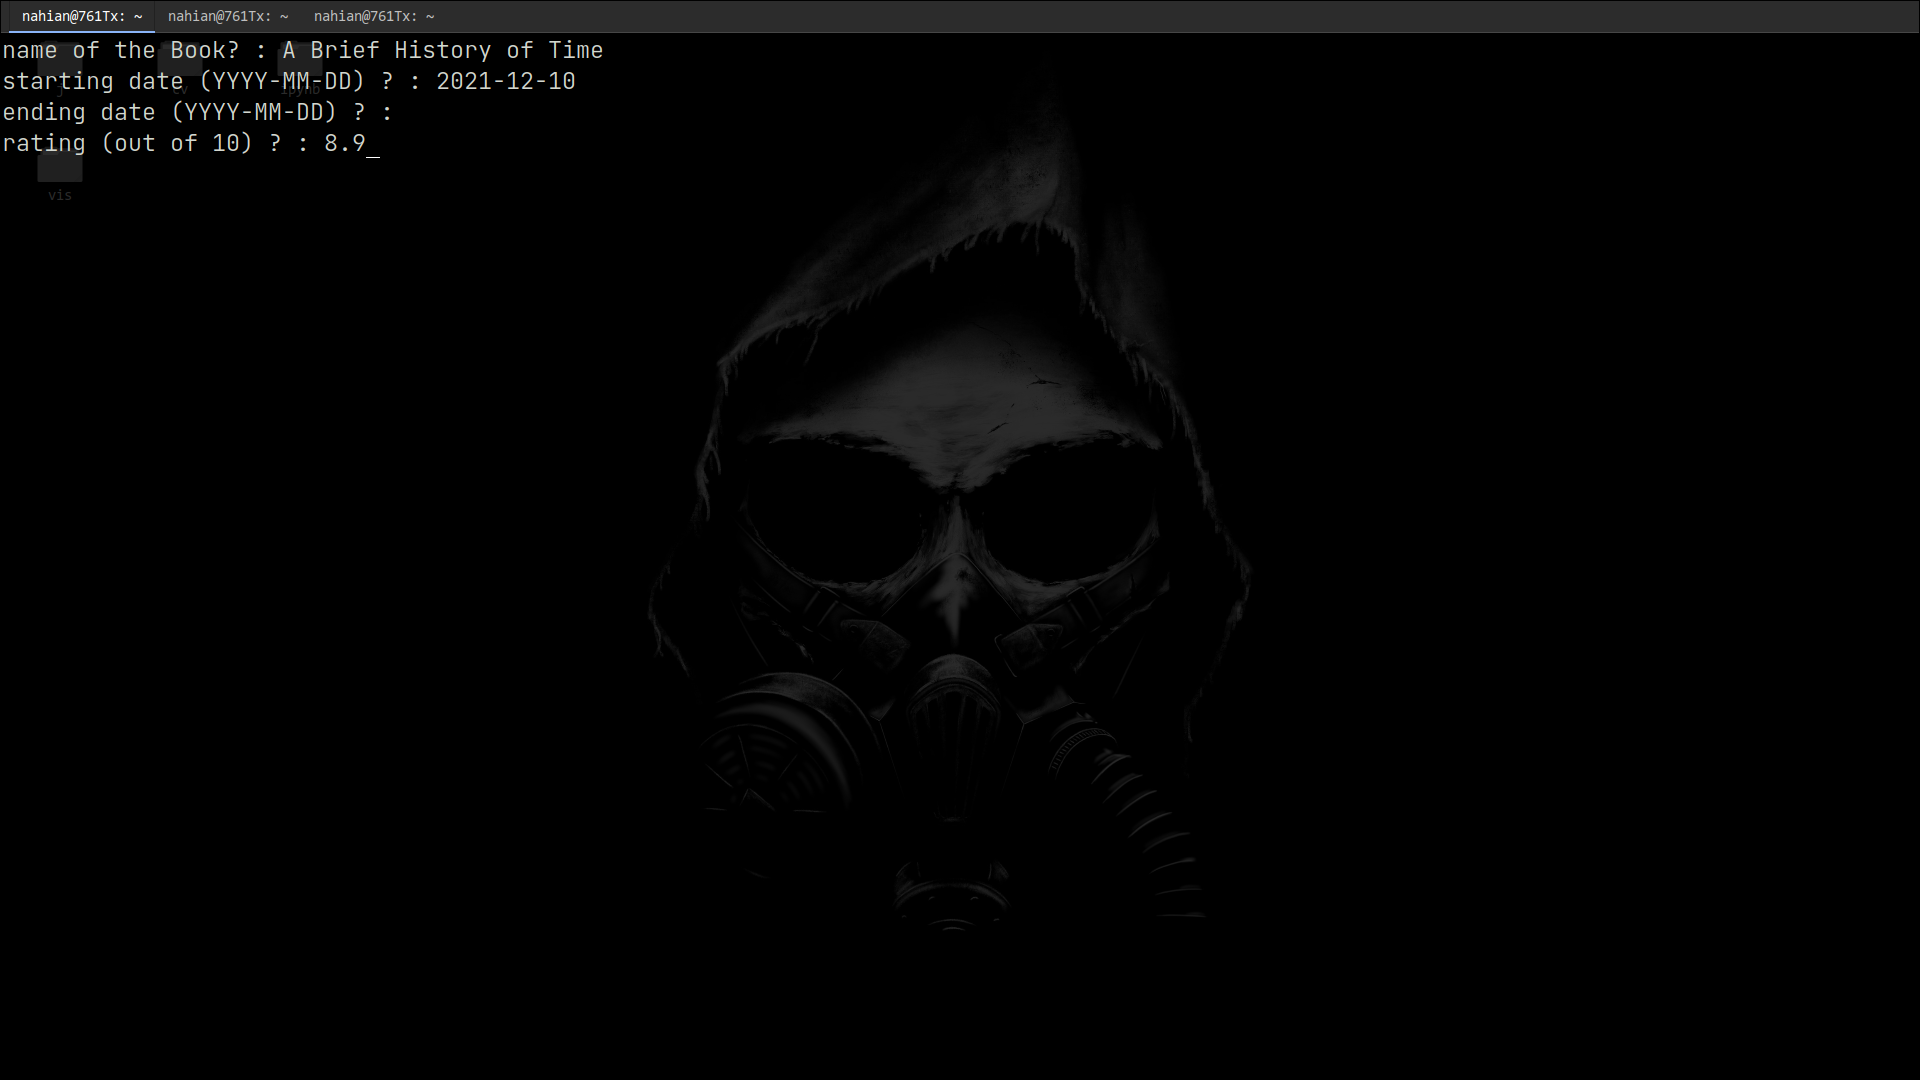 nahian@761Tx: ~ nahian@761Tx: ~ nahian@761Tx: ~
name of the Book? : A Brief History of Time
starting date (YYYY-MM-DD) ? : 2021-12-10
ending date (YYYY-MM-DD) ? :
rating (out of 10) ? : 8.9_
vis